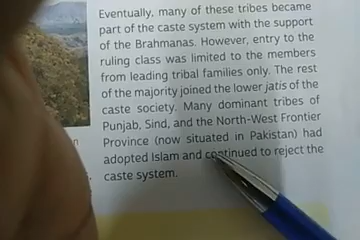 Eventually, many of these tribes became
part of the caste system with the support
of the Brahmanas. However, entry to the
ruling class was limited to the members
from leading tribal families only. The rest
of the majority joined the lower jatis of the
caste society. Many dominant tribes of
Punjab, Sind, and the North-West Frontier
Province (now situated in Pakistan) had
adopted Islam and continued to reject the
caste system.